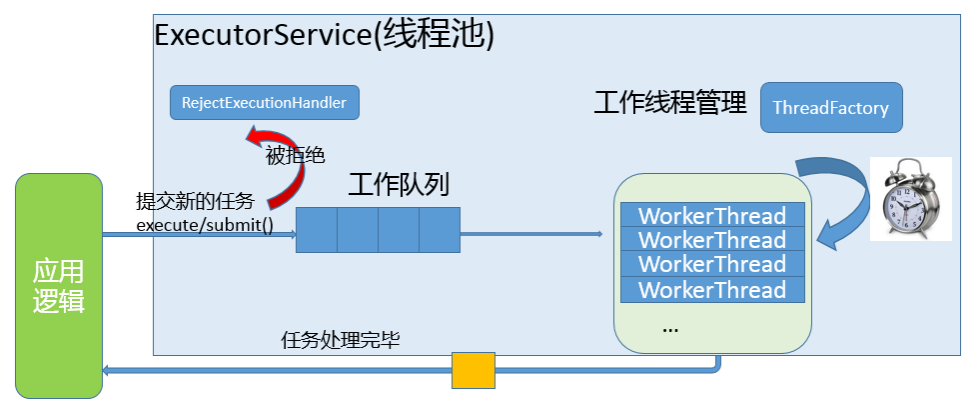 ExecutorService(线程池)
RejectExecutionHandler
工作线程管理
ThreadFactory
被拒绝
提交新的任务
execute/submit()
工作队列
WorkerThread
WorkerThread
WorkerThread
WorkerThread
...
应用
逻辑
任务处理完毕